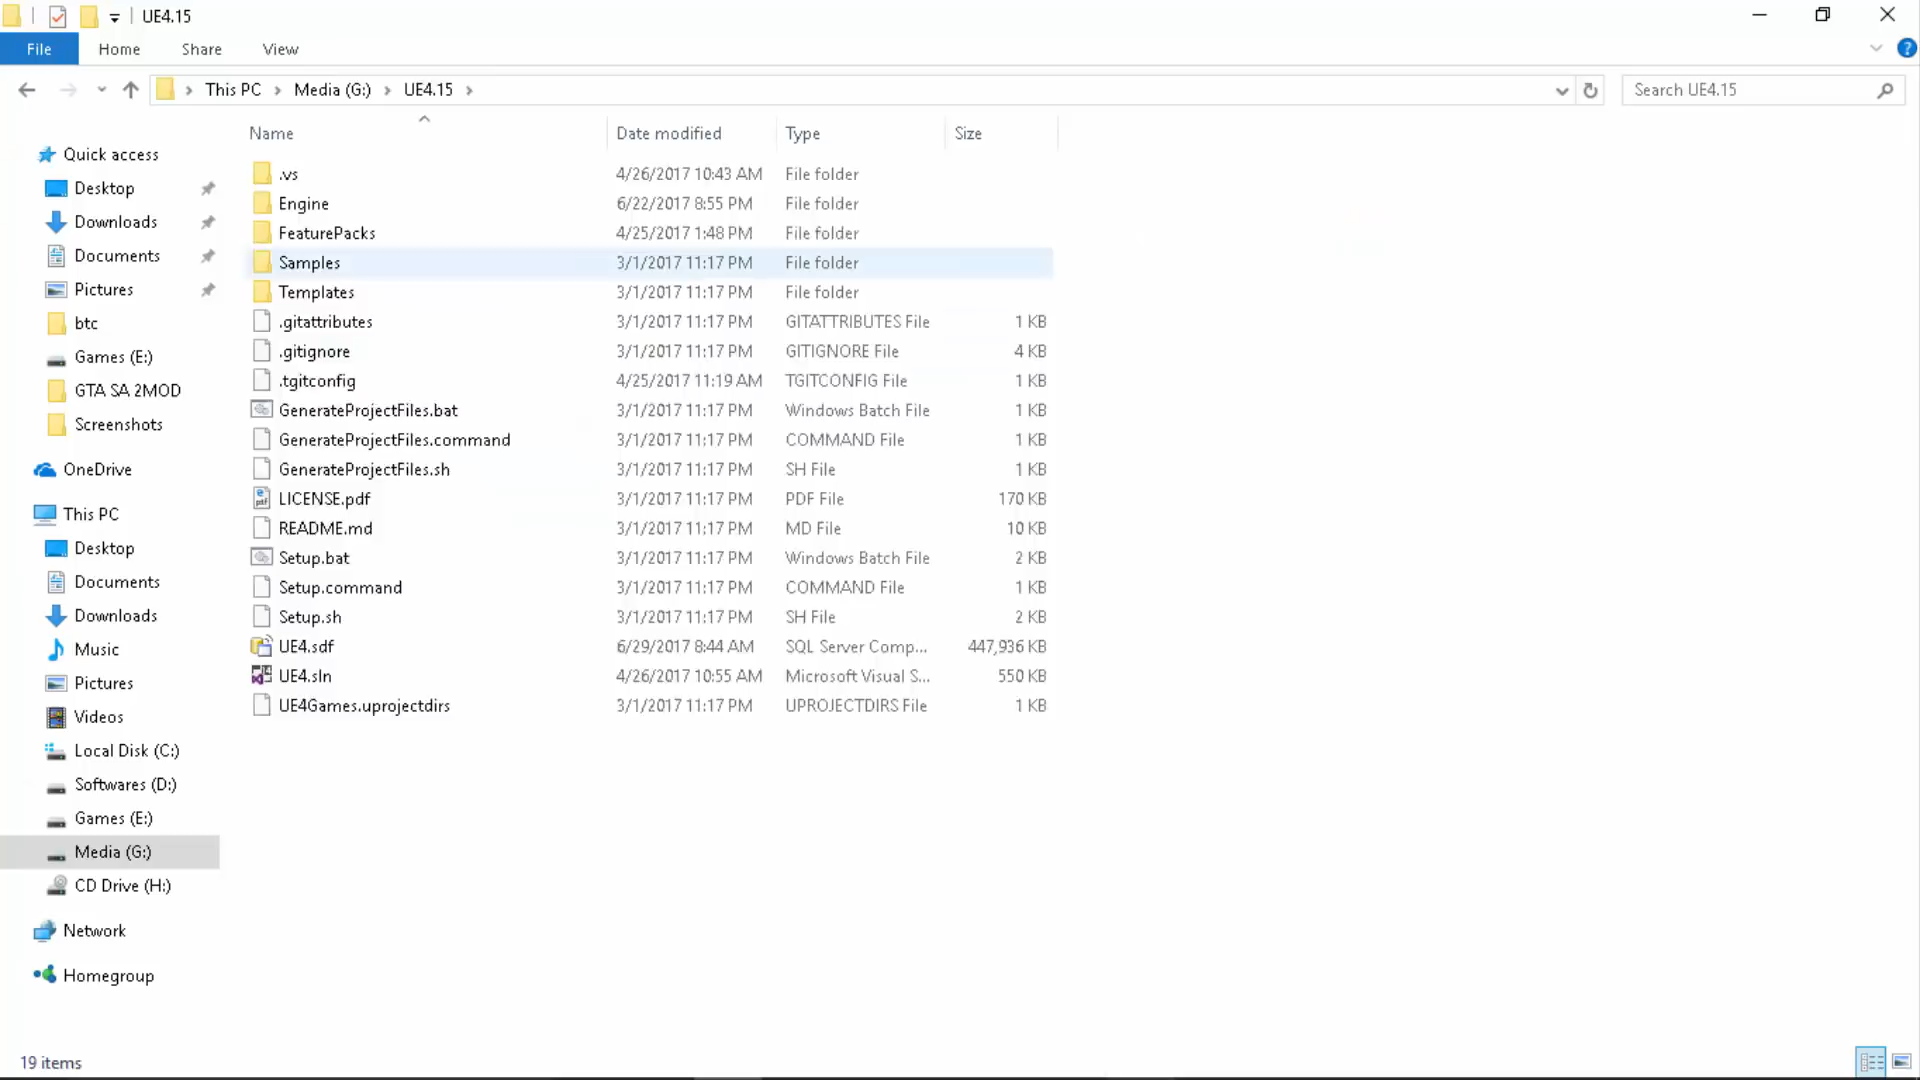 UE4.15
File Home Share View
This PC Media (G:) UE4.15
Search UE4.15
Name Date modified Type Size
Quick access
Desktop
Downloads
Documents
Pictures
btc
Games (E:)
GTA SA 2MOD
Screenshots
OneDrive
This PC
Desktop
Documents
Downloads
Music
Pictures
Videos
Local Disk (C:)
Softwares (D:)
Games (E:)
Media (G:)
CD Drive (H:)
Network
Homegroup
.vs 4/26/2017 10:43 AM File folder
Engine 6/22/2017 8:55 PM File folder
FeaturePacks 4/25/2017 1:48 PM File folder
Samples 3/1/2017 11:17 PM File folder
Templates 3/1/2017 11:17 PM File folder
.gitattributes 3/1/2017 11:17 PM GITATTRIBUTES File 1 KB
.gitignore 3/1/2017 11:17 PM GITIGNORE File 4 KB
.tgitconfig 4/25/2017 11:19 AM TGITCONFIG File 1 KB
GenerateProjectFiles.bat 3/1/2017 11:17 PM Windows Batch File 1 KB
GenerateProjectFiles.command 3/1/2017 11:17 PM COMMAND File 1 KB
GenerateProjectFiles.sh 3/1/2017 11:17 PM SH File 1 KB
LICENSE.pdf 3/1/2017 11:17 PM PDF File 170 KB
README.md 3/1/2017 11:17 PM MD File 10 KB
Setup.bat 3/1/2017 11:17 PM Windows Batch File 2 KB
Setup.command 3/1/2017 11:17 PM COMMAND File 1 KB
Setup.sh 3/1/2017 11:17 PM SH File 2 KB
UE4.sdf 6/29/2017 8:44 AM SQL Server Comp... 447,936 KB
UE4.sln 4/26/2017 10:55 AM Microsoft Visual S... 550 KB
UE4Games.uprojectdirs 3/1/2017 11:17 PM UPROJECTDIRS File 1 KB
19 items